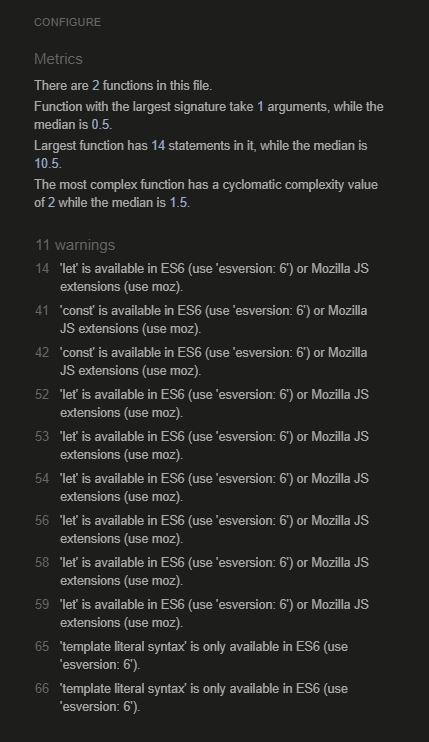 CONFIGURE
Metrics
There are 2 functions in this file.
Function with the largest signature take 1 arguments, while the
median is 0.5.
Largest function has 14 statements in it, while the median is
10.5.
The most complex function has a cyclomatic complexity value
of 2 while the median is 1.5.
11 warnings
14 'let' is available in ES6 (use 'esversion: 6') or Mozilla JS
extensions (use moz).
41 'const' is available in ES6 (use 'esversion: 6') or Mozilla
JS extensions (use moz).
42 'const' is available in ES6 (use 'esversion: 6') or Mozilla
JS extensions (use moz).
52 'let' is available in ES6 (use 'esversion: 6') or Mozilla JS
extensions (use moz).
53 'let' is available in ES6 (use 'esversion: 6') or Mozilla JS
extensions (use moz).
54 'let' is available in ES6 (use 'esversion: 6') or Mozilla JS
extensions (use moz).
56 'let' is available in ES6 (use 'esversion: 6') or Mozilla JS
extensions (use moz).
58 'let' is available in ES6 (use 'esversion: 6') or Mozilla JS
extensions (use moz).
59 'let' is available in ES6 (use 'esversion: 6') or Mozilla JS
extensions (use moz).
65 'template literal syntax' is only available in ES6 (use
'esversion: 6').
66 'template literal syntax' is only available in ES6 (use
'esversion: 6').